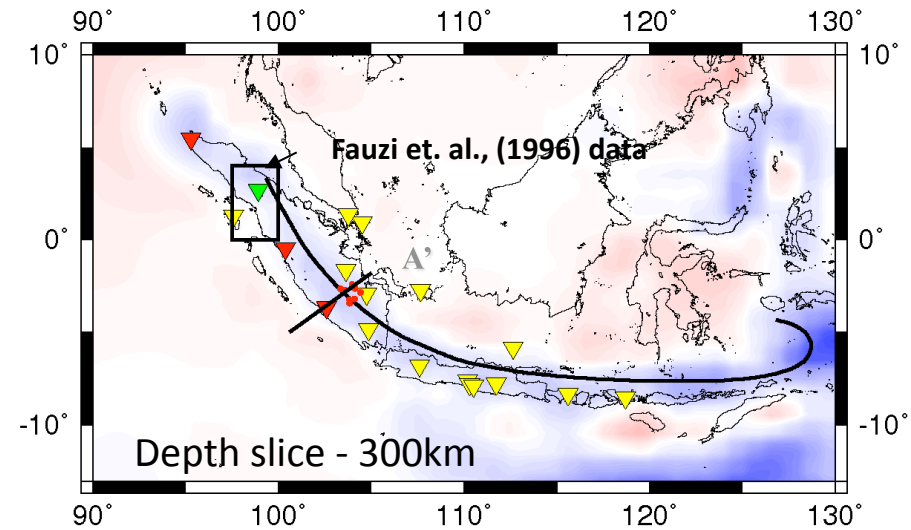 90˚ 100˚ 110˚ 120˚ 130˚
10˚ 10˚
Fauzi et. al., (1996) data
0˚ 0˚
A’
-10˚ -10˚
Depth slice - 300km
90˚ 100˚ 110˚ 120˚ 130˚